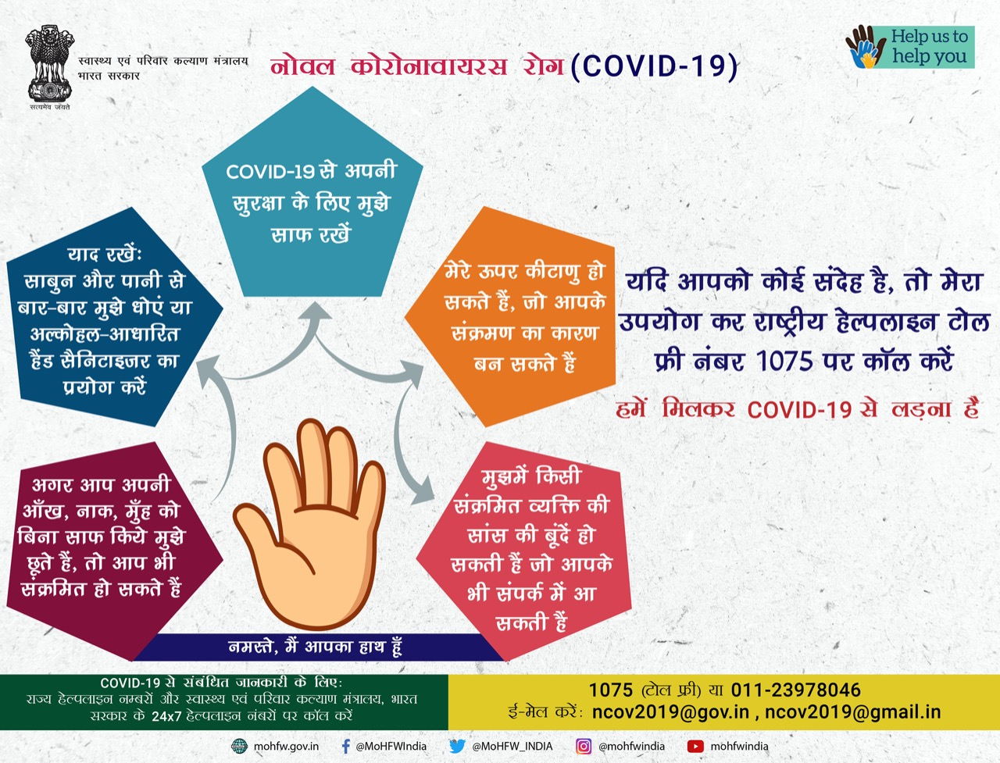 स्वास्थ्य एवं परिवार कल्याण मंत्रालय
भारत सरकार
सत्यमेव जयते
नोवल कोरोनावायरस रोग (COVID-19)
Help us to
help you
COVID-19 से अपनी
सुरक्षा के लिए मुझे
साफ रखें
याद रखें:
साबुन और पानी से
बार-बार मुझे धोएं या
अल्कोहल-आधारित
हैंड सैनिटाइजर का
प्रयोग करें
मेरे ऊपर कीटाणु हो
सकते हैं, जो आपके
संक्रमण का कारण
बन सकते हैं
यदि आपको कोई संदेह है, तो मेरा
उपयोग कर राष्ट्रीय हेल्पलाइन टोल
फ्री नंबर 1075 पर कॉल करें
हमें मिलकर COVID-19 से लड़ना है
अगर आप अपनी
आँख, नाक, मुँह को
बिना साफ किये मुझे
छूते हैं, तो आप भी
संक्रमित हो सकते हैं
मुझमें किसी
संक्रमित व्यक्ति की
सांस की बूंदें हो
सकती हैं जो आपके
भी संपर्क में आ
सकती हैं
नमस्ते, मैं आपका हाथ हूँ
COVID-19 से संबंधित जानकारी के लिए:
राज्य हेल्पलाइन नम्बरों और स्वास्थ्य एवं परिवार कल्याण मंत्रालय, भारत
सरकार के 24x7 हेल्पलाइन नंबरों पर कॉल करें
1075 (टोल फ्री) या 011-23978046
ई-मेल करें: ncov2019@gov.in , ncov2019@gmail.in
mohfw.gov.in @MoHFWIndia @MoHFW_INDIA @mohfwindia mohfwindia